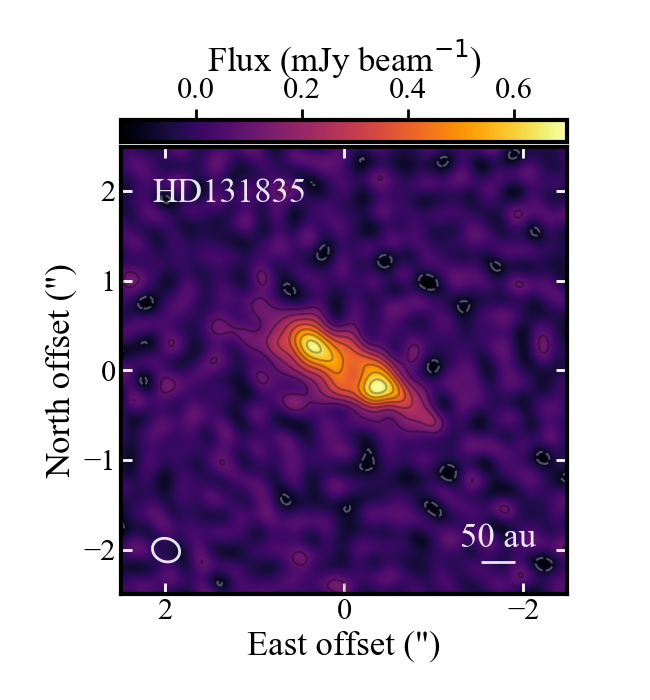 Flux (mJy beam⁻¹)
0.0 0.2 0.4 0.6
HD131835
2
1
0
−1
−2
North offset (")
50 au
2 0 −2
East offset (")